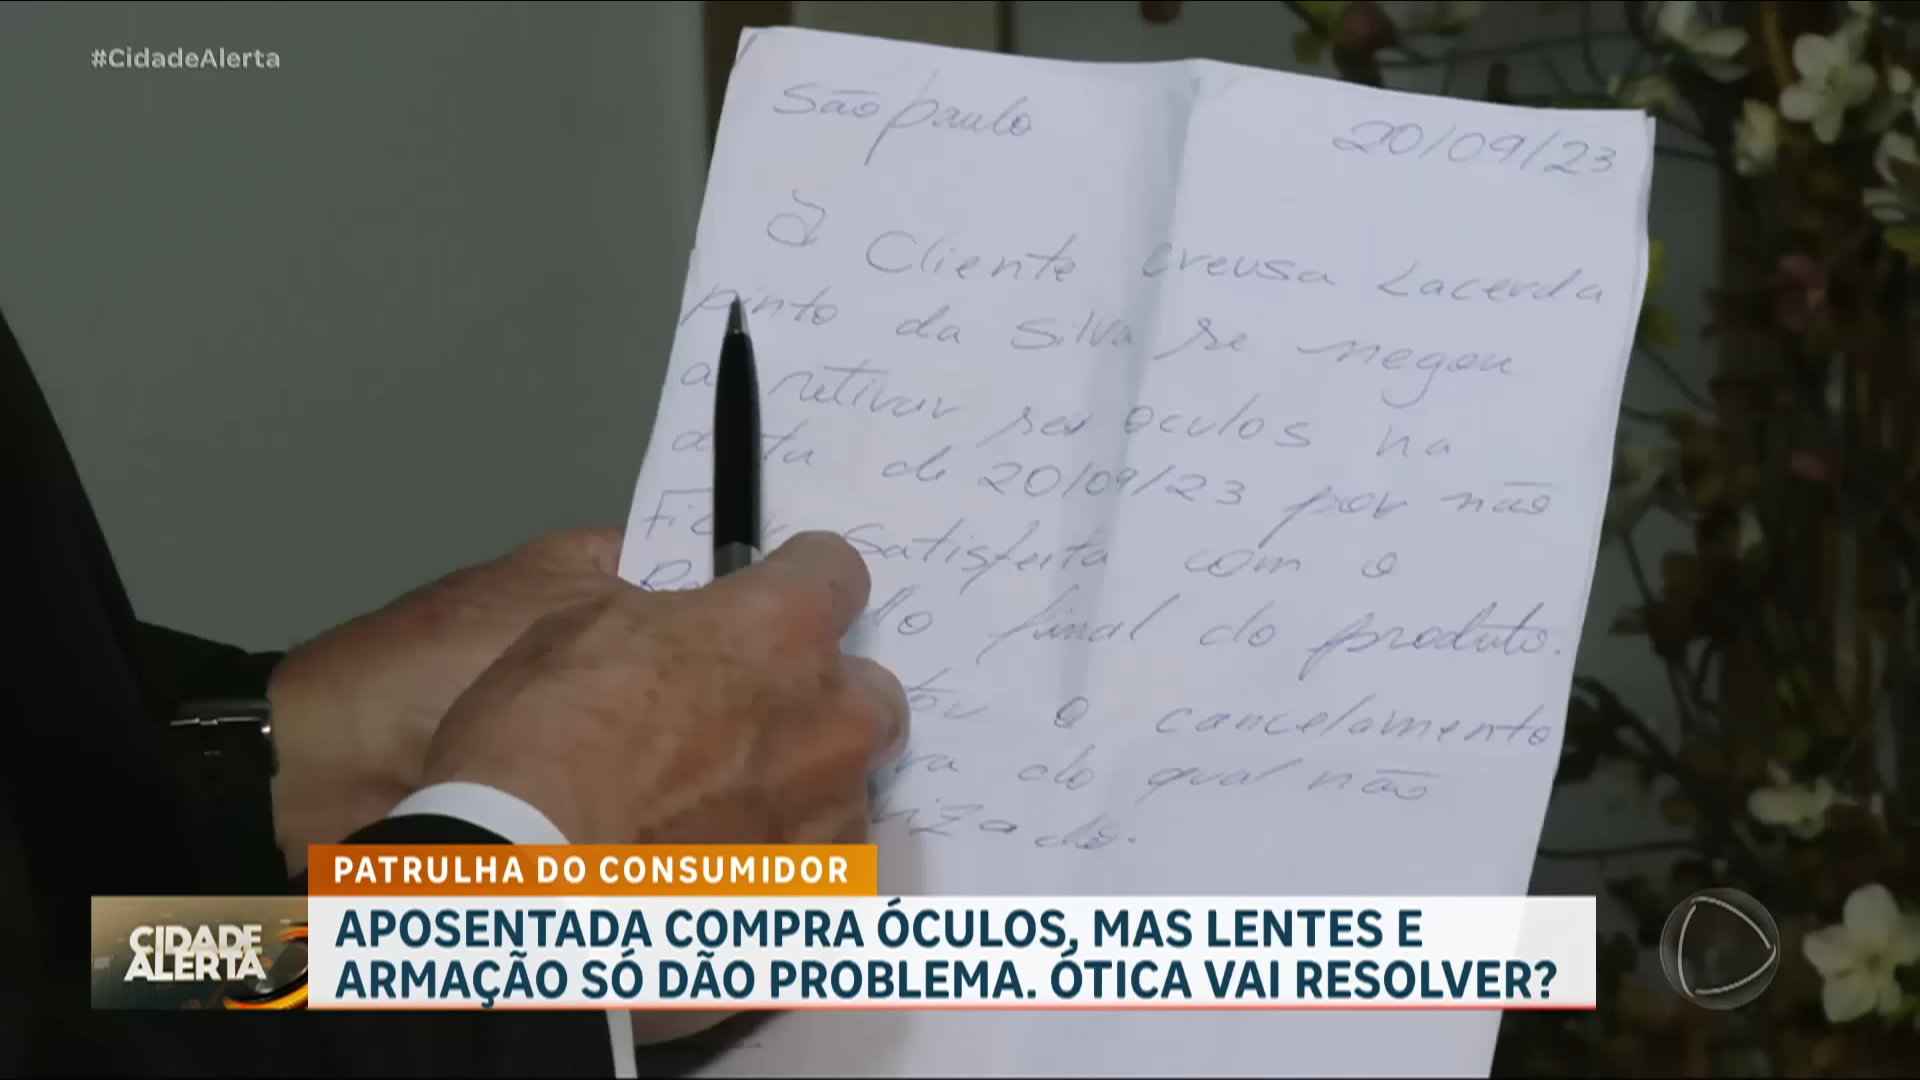 #CidadeAlerta
São paulo 20/09/23
a Cliente Creusa Lacerda
pinto da Silva se negou
a retirar seu oculos na
data de 20/09/23 por não
Ficar Satisfeita com o
final do produto.
o cancelamento
do qual não
PATRULHA DO CONSUMIDOR
CIDADE
ALERTA
APOSENTADA COMPRA ÓCULOS, MAS LENTES E
ARMAÇÃO SÓ DÃO PROBLEMA. ÓTICA VAI RESOLVER?